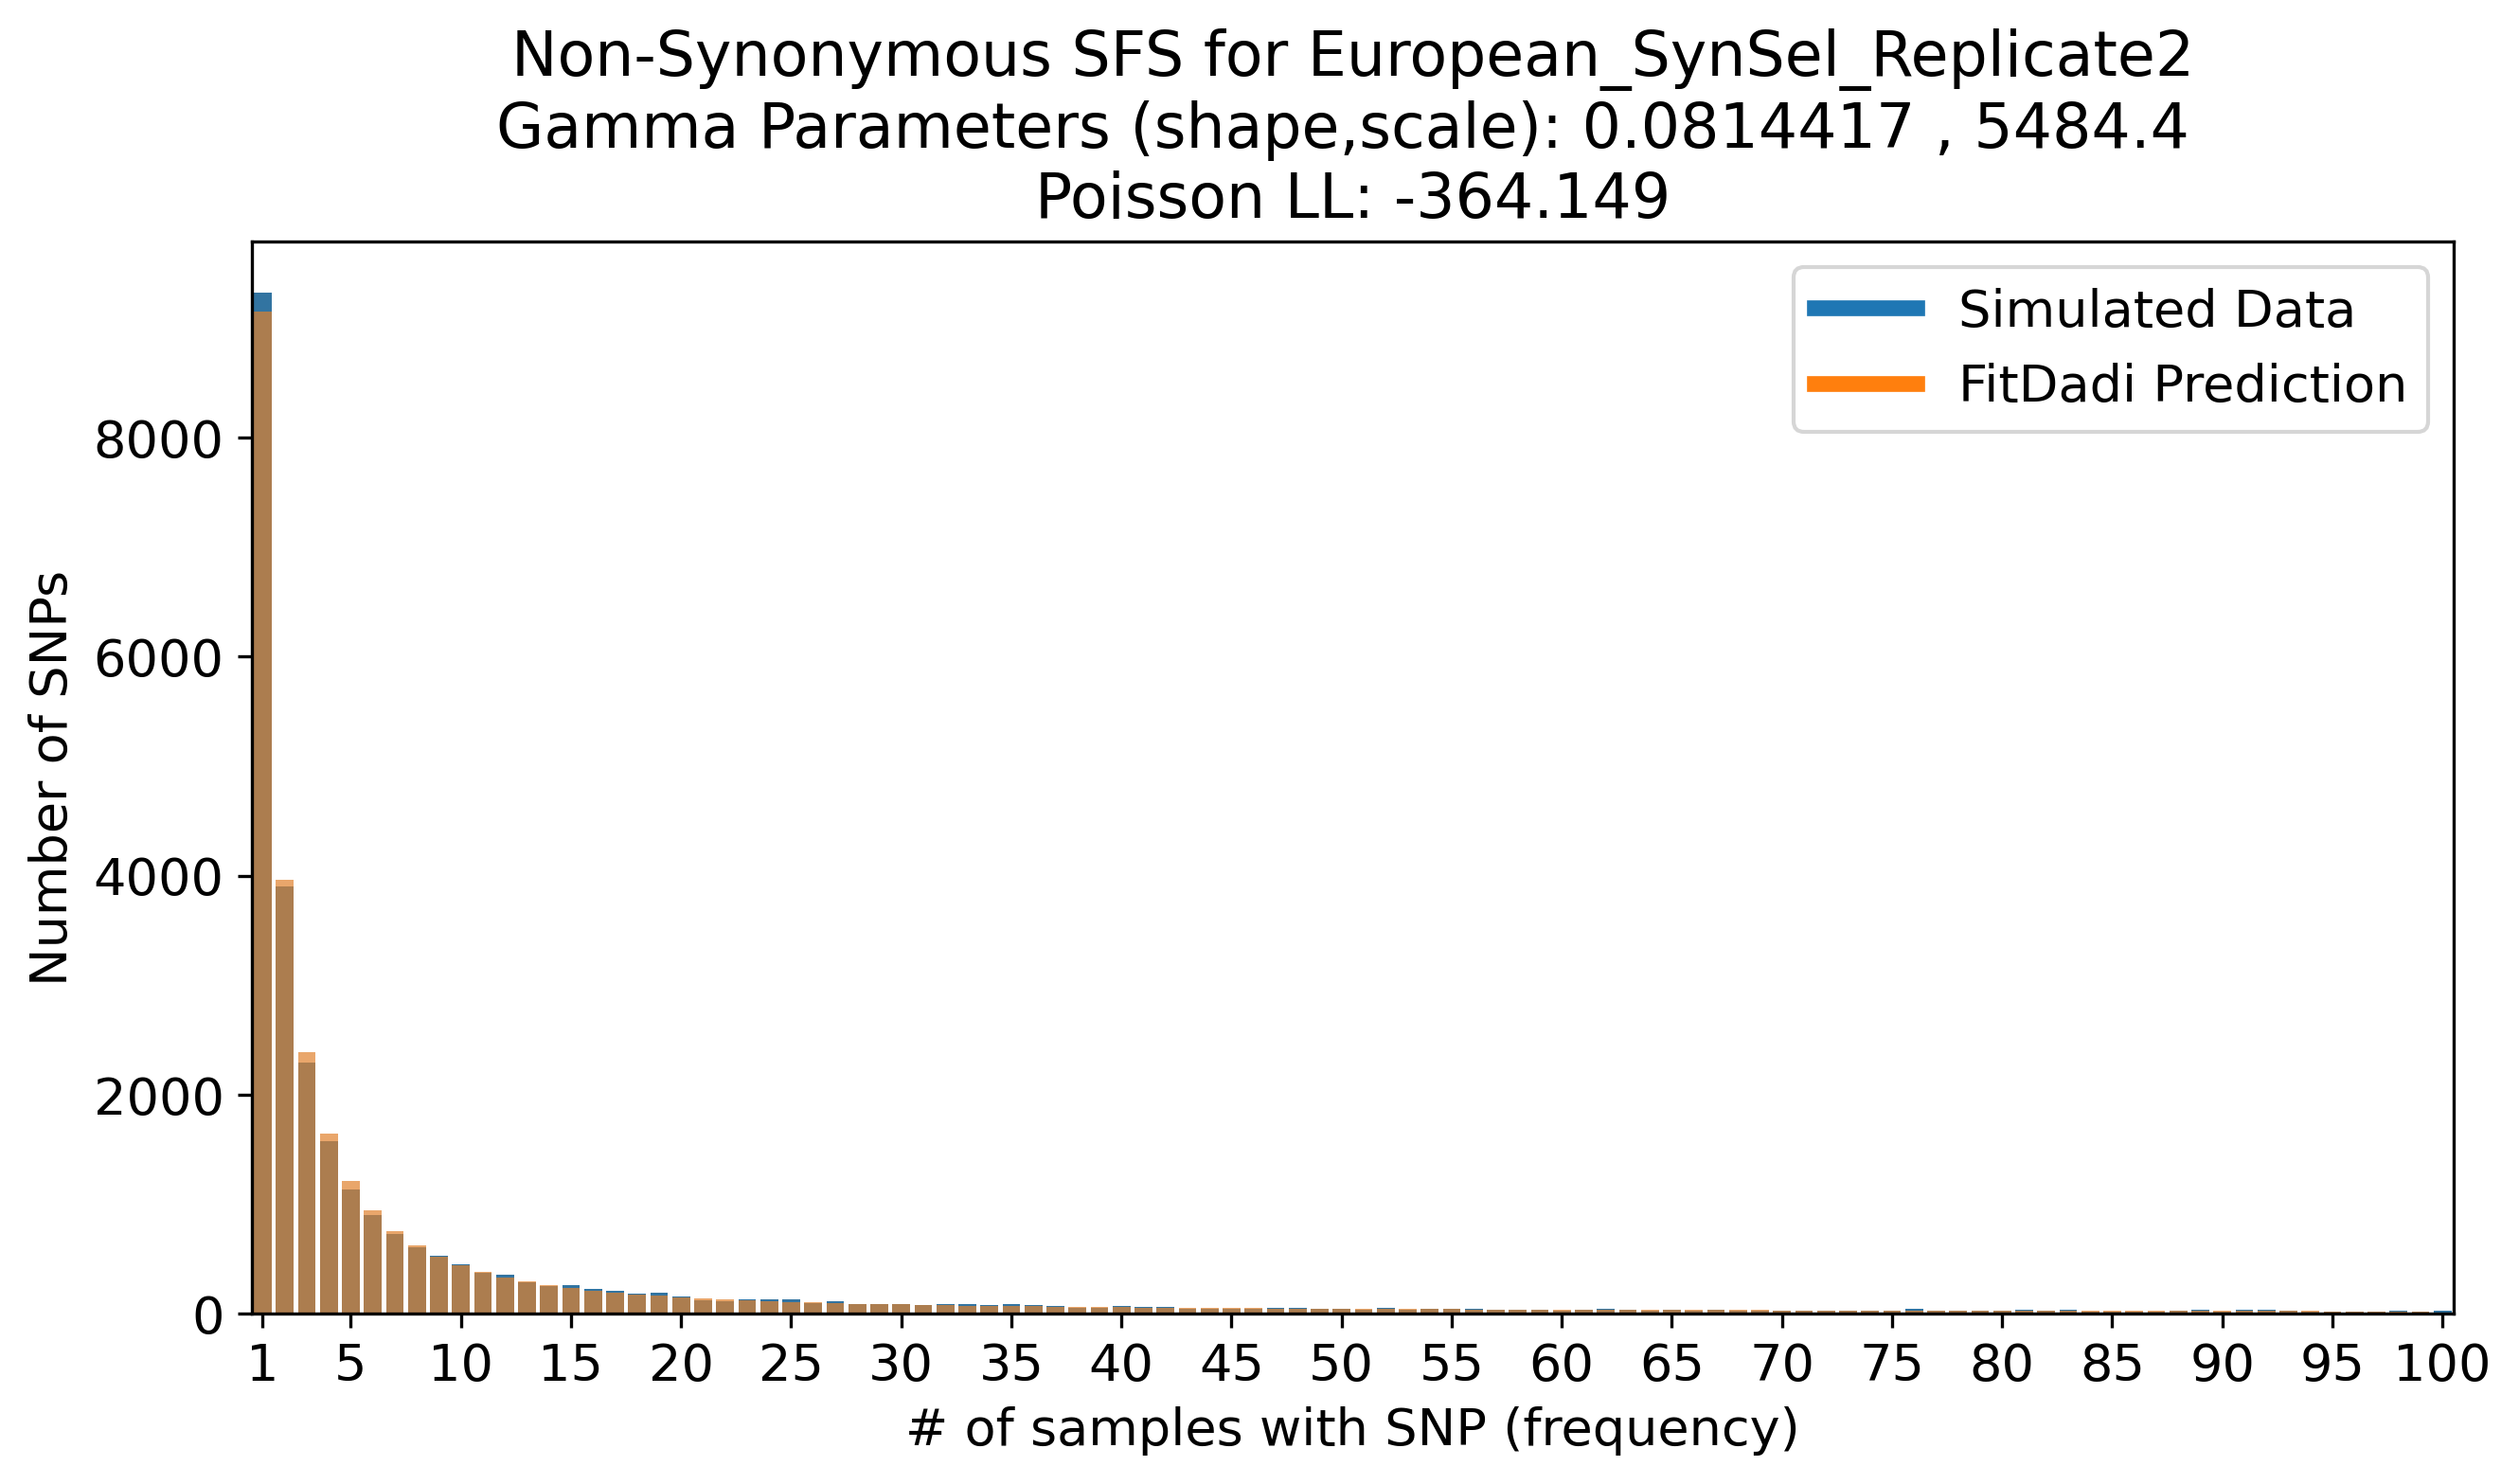 Non-Synonymous SFS for European_SynSel_Replicate2
Gamma Parameters (shape,scale): 0.0814417 , 5484.4
Poisson LL: -364.149
Simulated Data
FitDadi Prediction
Number of SNPs
8000
6000
4000
2000
0
1 5 10 15 20 25 30 35 40 45 50 55 60 65 70 75 80 85 90 95 100
# of samples with SNP (frequency)